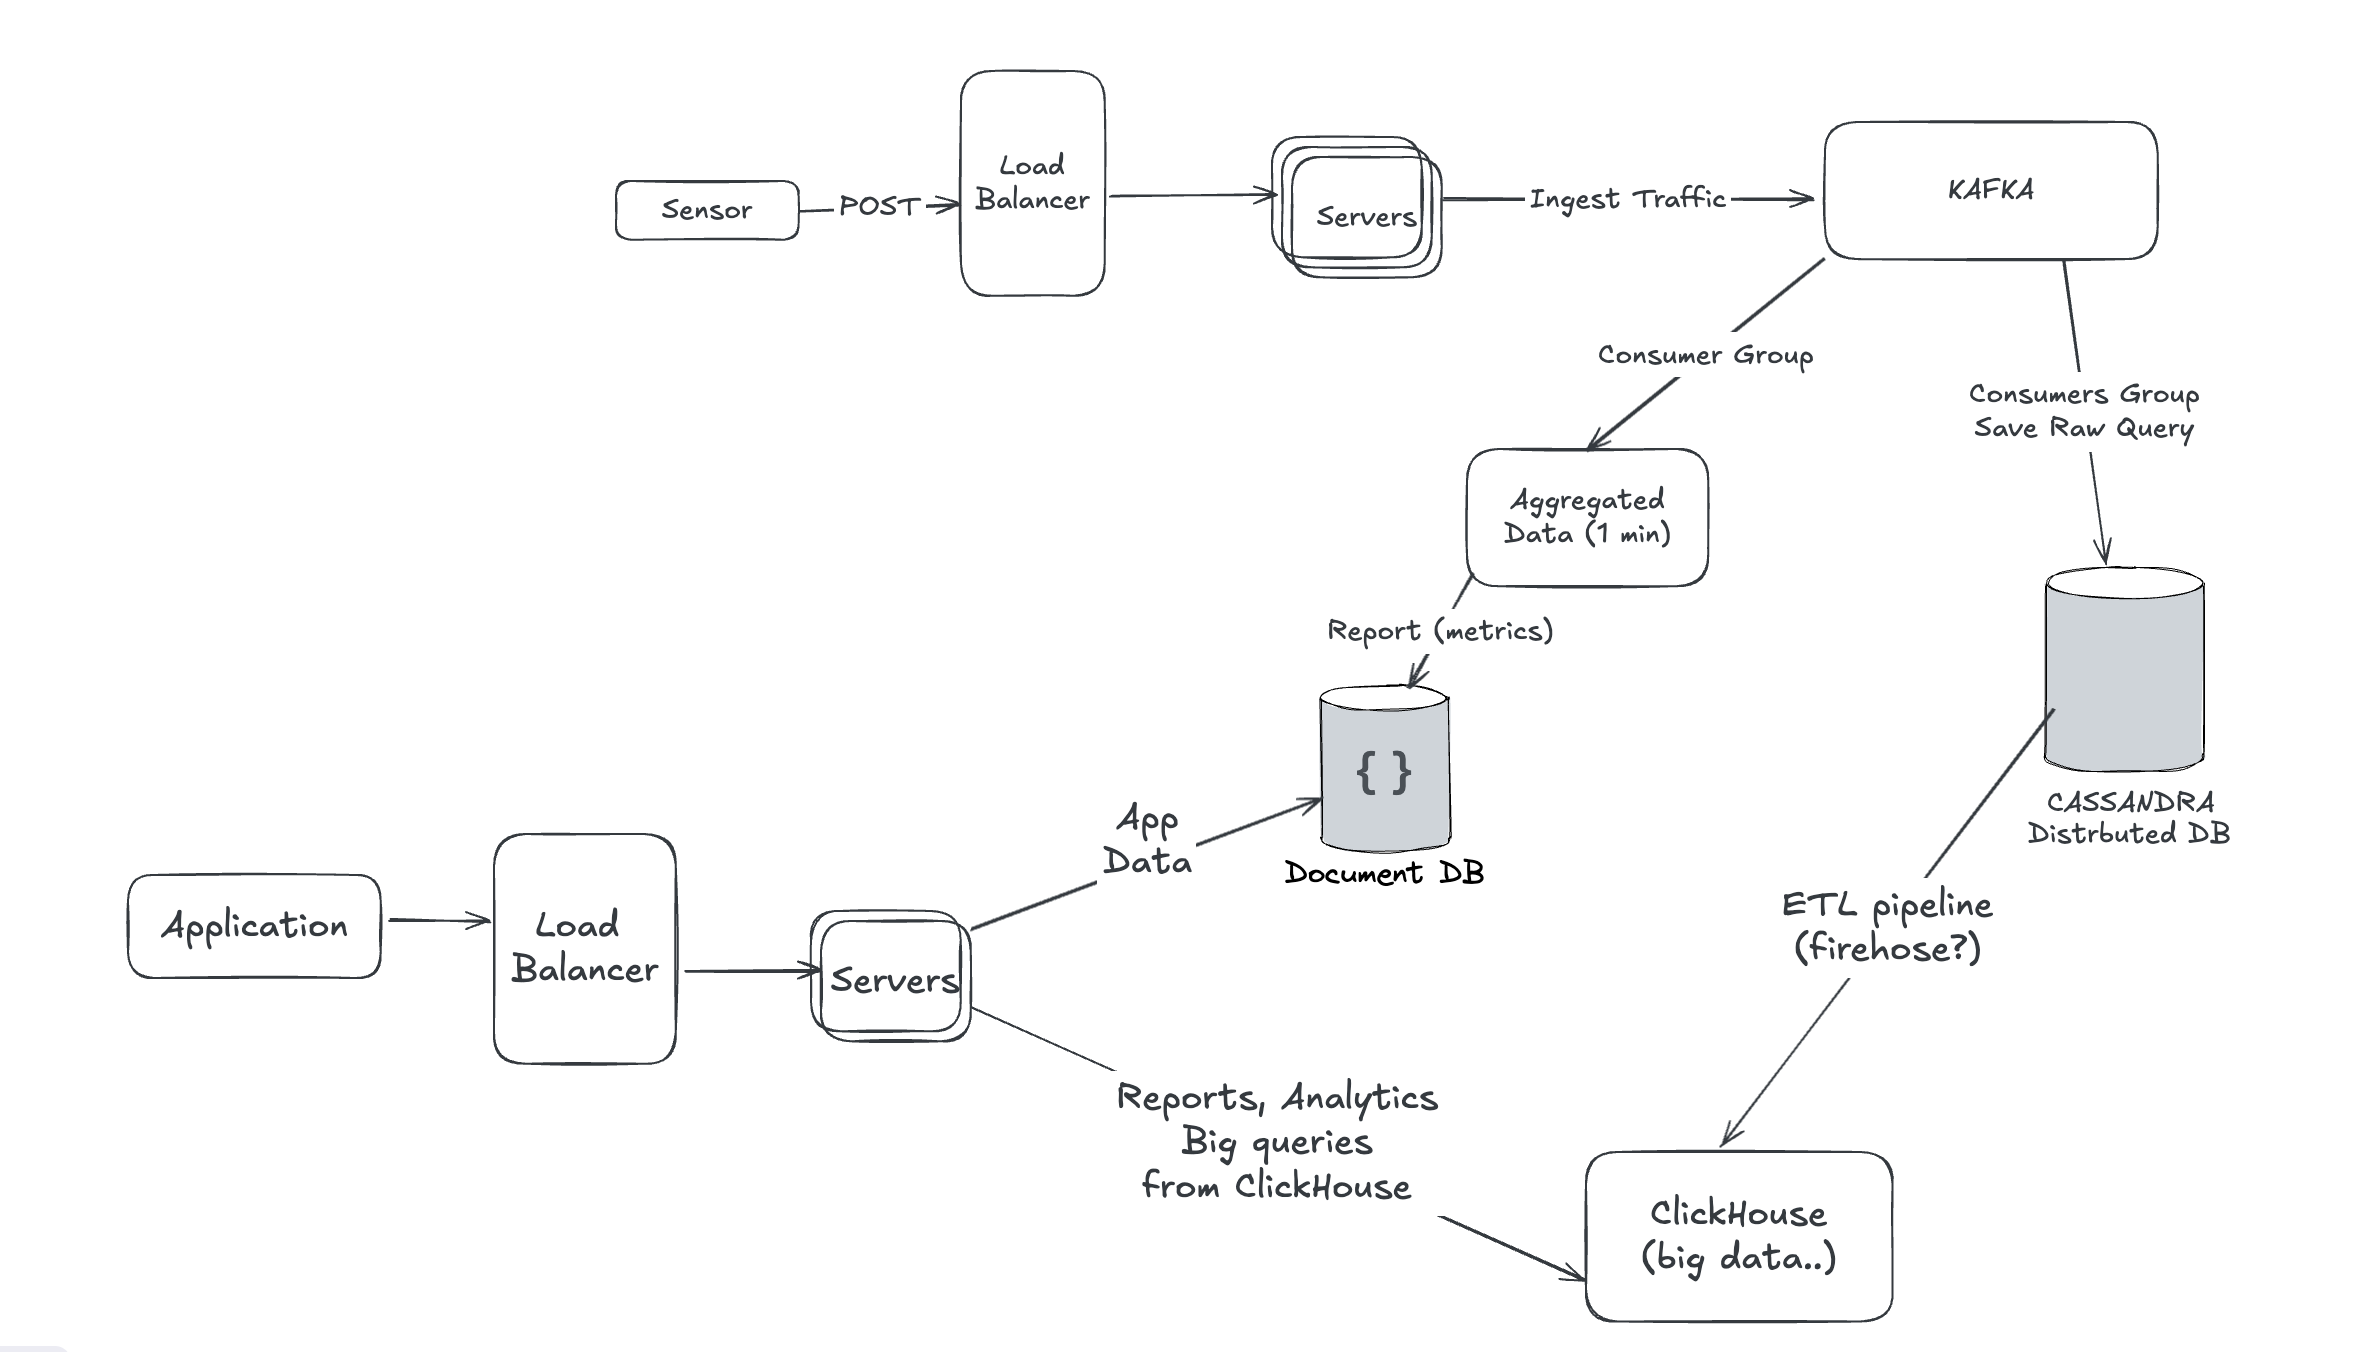 Load
Balancer
Sensor
POST
Servers
Ingest Traffic
KAFKA
Consumer Group
Consumers Group
Save Raw Query
Aggregated
Data (1 min)
Report (metrics)
{ }
Document DB
CASSANDRA
Distrbuted DB
App
Data
Application
Load
Balancer
Servers
ETL pipeline
(firehose?)
Reports, Analytics
Big queries
from ClickHouse
ClickHouse
(big data..)